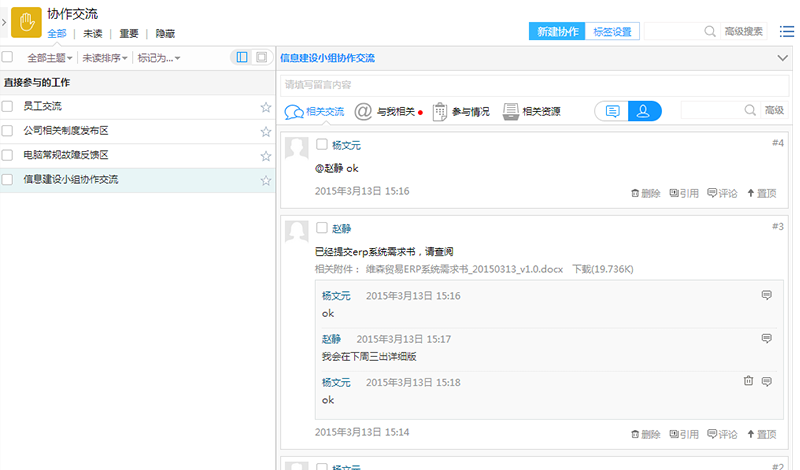 协作交流
全部 未读 重要 隐藏
新建协作 标签设置 高级搜索
全部主题 未读排序 标记为...
直接参与的工作
员工交流
公司相关制度发布区
电脑常规故障反馈区
信息建设小组协作交流
信息建设小组协作交流
请填写留言内容
相关交流 与我相关 参与情况 相关资源 高级
杨文元 #4
@赵静 ok
2015年3月13日 15:16 删除 引用 评论 置顶
赵静 #3
已经提交erp系统需求书，请查阅
相关附件： 维森贸易ERP系统需求书_20150313_v1.0.docx 下载(19.736K)
杨文元 2015年3月13日 15:16
ok
赵静 2015年3月13日 15:17
我会在下周三出详细版
杨文元 2015年3月13日 15:18
ok
2015年3月13日 15:14 删除 引用 评论 置顶
杨文元 #2